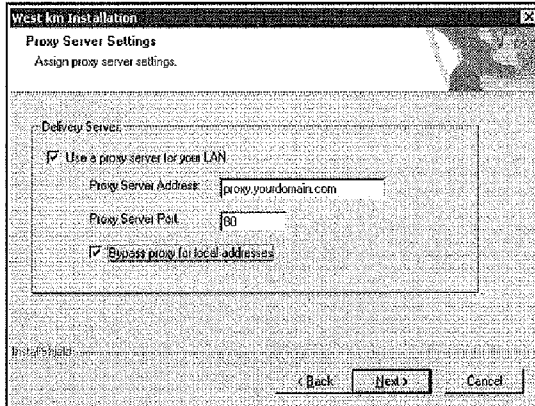 West km Installation
Proxy Server Settings
Assign proxy server settings.
Delivery Server
Use a proxy server for your LAN
Proxy Server Address:
proxy.yourdomain.com
Proxy Server Port
80
Bypass proxy for local addresses
InstallShield
< Back
Next >
Cancel